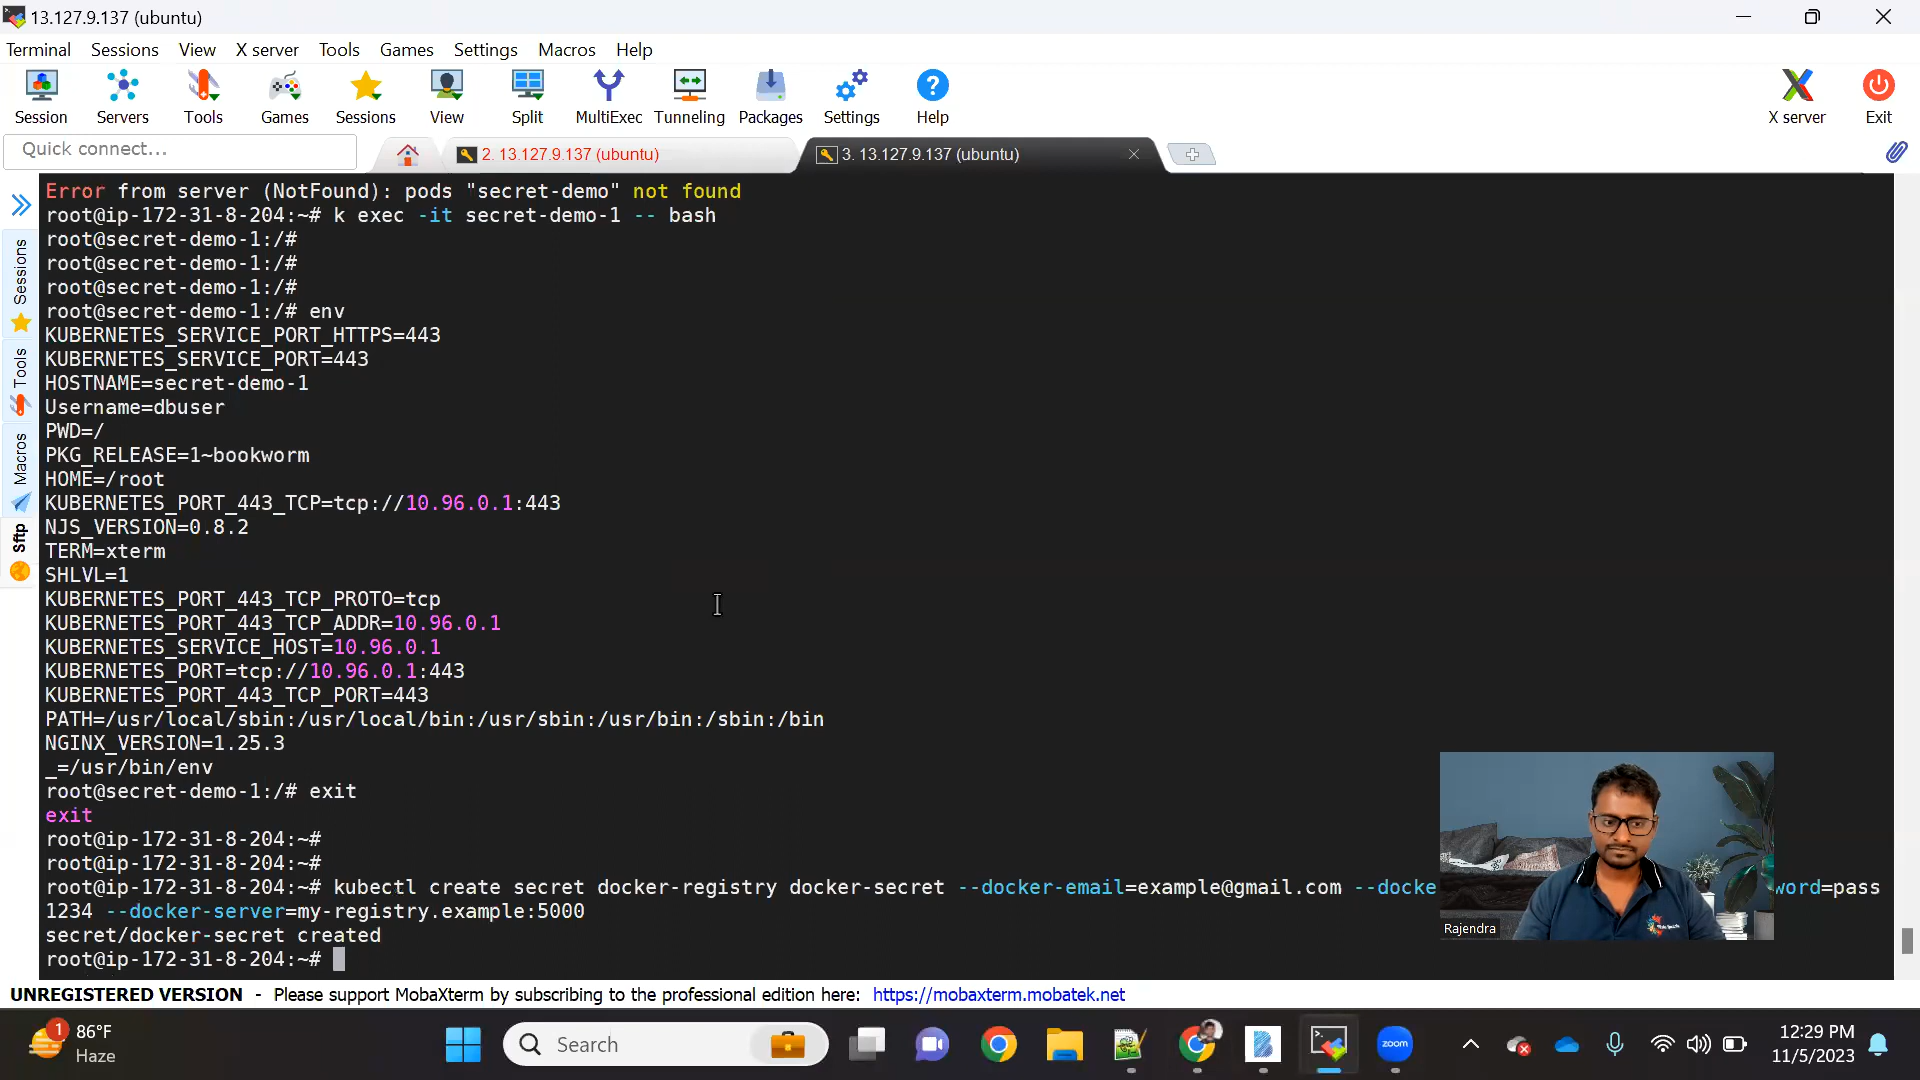 13.127.9.137 (ubuntu)
Terminal Sessions View X server Tools Games Settings Macros Help
Session Servers Tools Games Sessions View Split MultiExec Tunneling Packages Settings Help X server Exit
Quick connect... 2. 13.127.9.137 (ubuntu) 3. 13.127.9.137 (ubuntu)
Sessions
Tools
Macros
Sftp
Error from server (NotFound): pods "secret-demo" not found
root@ip-172-31-8-204:~# k exec -it secret-demo-1 -- bash
root@secret-demo-1:/#
root@secret-demo-1:/#
root@secret-demo-1:/#
root@secret-demo-1:/# env
KUBERNETES_SERVICE_PORT_HTTPS=443
KUBERNETES_SERVICE_PORT=443
HOSTNAME=secret-demo-1
Username=dbuser
PWD=/
PKG_RELEASE=1~bookworm
HOME=/root
KUBERNETES_PORT_443_TCP=tcp://10.96.0.1:443
NJS_VERSION=0.8.2
TERM=xterm
SHLVL=1
KUBERNETES_PORT_443_TCP_PROTO=tcp
KUBERNETES_PORT_443_TCP_ADDR=10.96.0.1
KUBERNETES_SERVICE_HOST=10.96.0.1
KUBERNETES_PORT=tcp://10.96.0.1:443
KUBERNETES_PORT_443_TCP_PORT=443
PATH=/usr/local/sbin:/usr/local/bin:/usr/sbin:/usr/bin:/sbin:/bin
NGINX_VERSION=1.25.3
_=/usr/bin/env
root@secret-demo-1:/# exit
exit
root@ip-172-31-8-204:~#
root@ip-172-31-8-204:~#
root@ip-172-31-8-204:~# kubectl create secret docker-registry docker-secret --docker-email=example@gmail.com --docke word=pass
1234 --docker-server=my-registry.example:5000
secret/docker-secret created
root@ip-172-31-8-204:~#
Rajendra
UNREGISTERED VERSION - Please support MobaXterm by subscribing to the professional edition here: https://mobaxterm.mobatek.net
1
86°F
Haze
Search
zoom
12:29 PM
11/5/2023